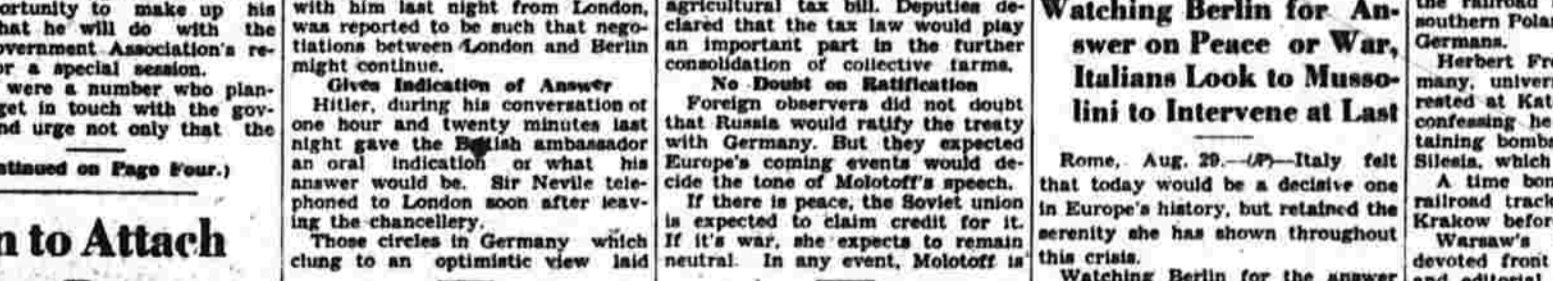 ortunity to make up his
hat he will do with the
overnment Association's re-
or a special session.
were a number who plan-
get in touch with the gov-
nd urge not only that the
ntinued on Page Four.)
n to Attach
with him last night from London,
was reported to be such that nego-
tiations between London and Berlin
might continue.
Gives Indication of Answer
Hitler, during his conversation of
one hour and twenty minutes last
night gave the British ambassador
an oral indication of what his
answer would be. Sir Nevile tele-
phoned to London soon after leav-
ing the chancellery.
Those circles in Germany which
clung to an optimistic view laid
agricultural tax bill. Deputies de-
clared that the tax law would play
an important part in the further
consolidation of collective farms.
No Doubt on Ratification
Foreign observers did not doubt
that Russia would ratify the treaty
with Germany. But they expected
Europe's coming events would de-
cide the tone of Molotoff's speech.
If there is peace, the Soviet union
is expected to claim credit for it.
If it's war, she expects to remain
neutral. In any event, Molotoff is
Watching Berlin for An-
swer on Peace or War,
Italians Look to Musso-
lini to Intervene at Last
Rome, Aug. 29.—(AP)—Italy felt
that today would be a decisive one
in Europe's history, but retained the
serenity she has shown throughout
this crisis.
Watching Berlin for the answer
the railroad
southern Polan
Germans.
Herbert Fr
many, univer
rested at Kat
confessing he
taining bombs
Silesia, which
A time bon
railroad track
Krakow befor
Warsaw's
devoted front
and editorial